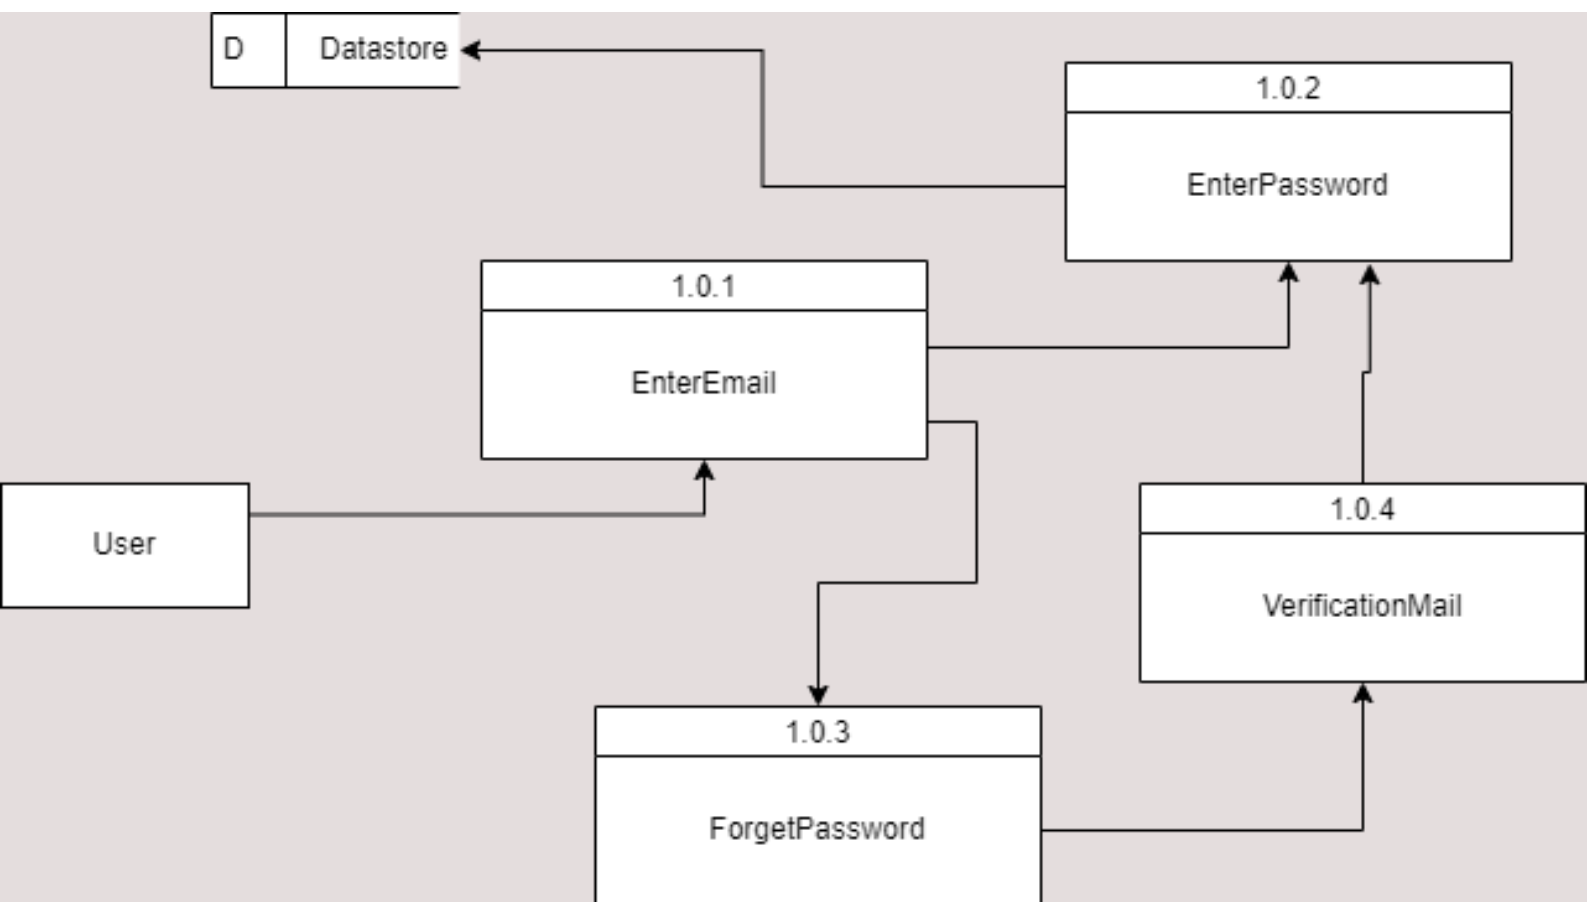 D
Datastore
1.0.2
EnterPassword
1.0.1
EnterEmail
User
1.0.4
VerificationMail
1.0.3
ForgetPassword